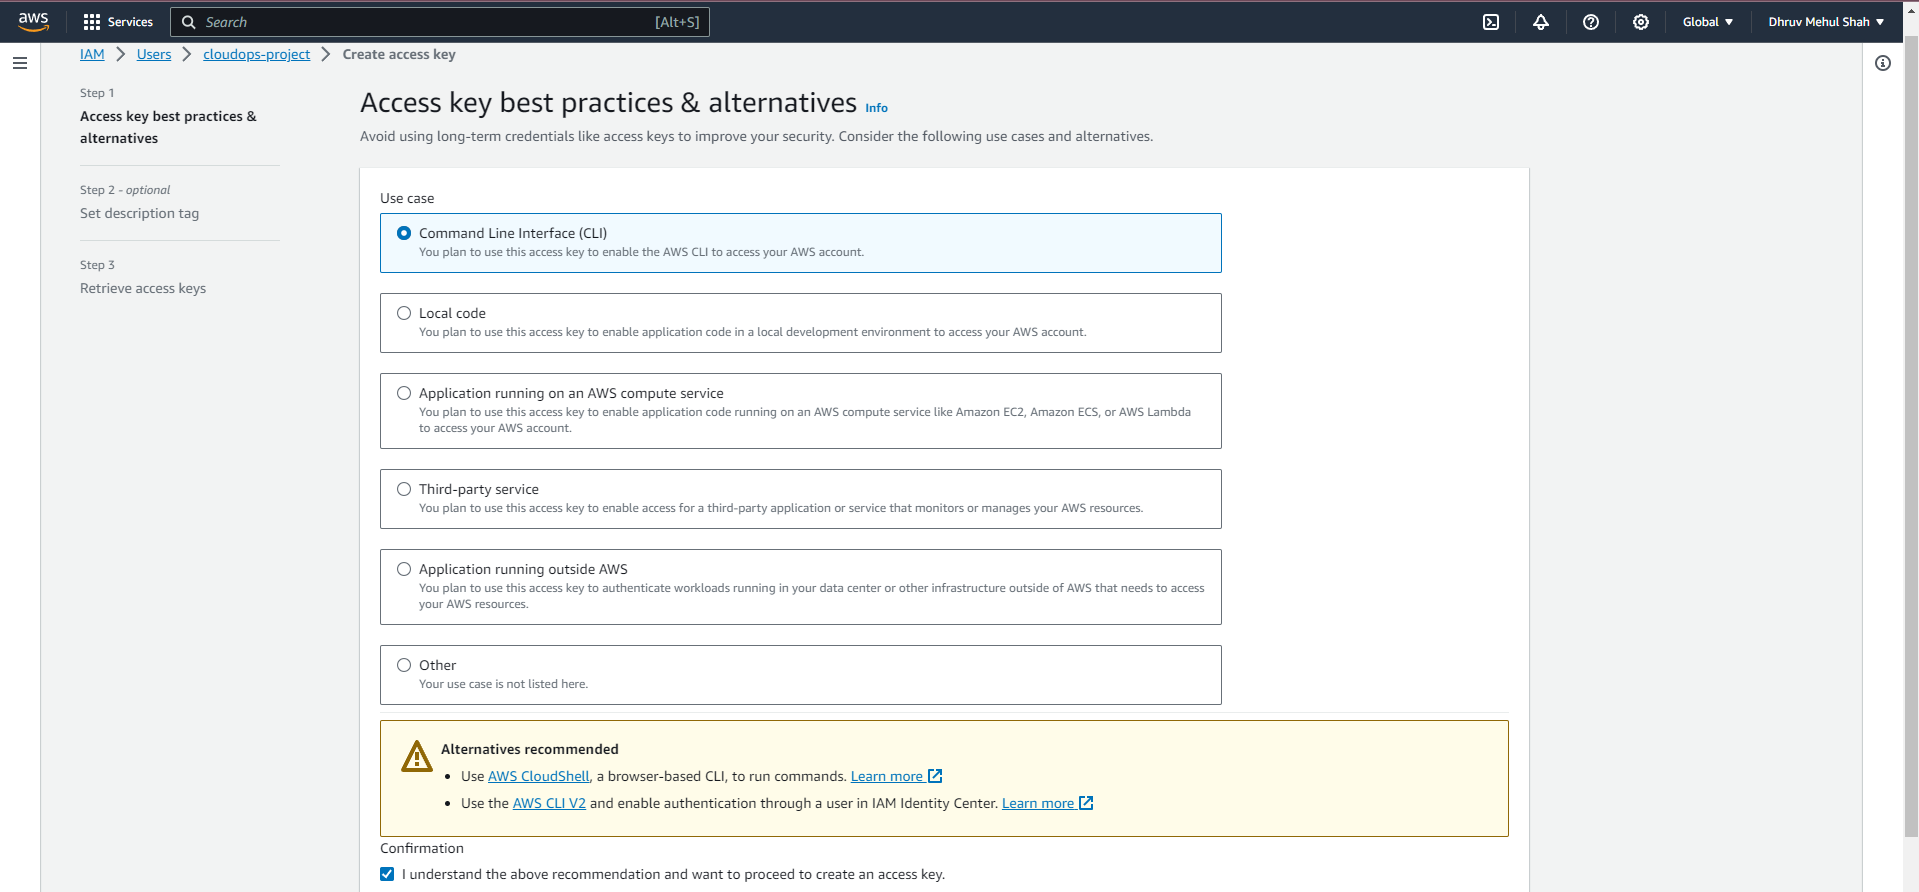 aws
Services
Search
[Alt+S]
Global
Dhruv Mehul Shah
IAM
Users
cloudops-project
Create access key
Step 1
Access key best practices &
alternatives
Step 2 - optional
Set description tag
Step 3
Retrieve access keys
Access key best practices & alternatives Info
Avoid using long-term credentials like access keys to improve your security. Consider the following use cases and alternatives.
Use case
Command Line Interface (CLI)
You plan to use this access key to enable the AWS CLI to access your AWS account.
Local code
You plan to use this access key to enable application code in a local development environment to access your AWS account.
Application running on an AWS compute service
You plan to use this access key to enable application code running on an AWS compute service like Amazon EC2, Amazon ECS, or AWS Lambda
to access your AWS account.
Third-party service
You plan to use this access key to enable access for a third-party application or service that monitors or manages your AWS resources.
Application running outside AWS
You plan to use this access key to authenticate workloads running in your data center or other infrastructure outside of AWS that needs to access
your AWS resources.
Other
Your use case is not listed here.
Alternatives recommended
• Use AWS CloudShell, a browser-based CLI, to run commands. Learn more
• Use the AWS CLI V2 and enable authentication through a user in IAM Identity Center. Learn more
Confirmation
I understand the above recommendation and want to proceed to create an access key.